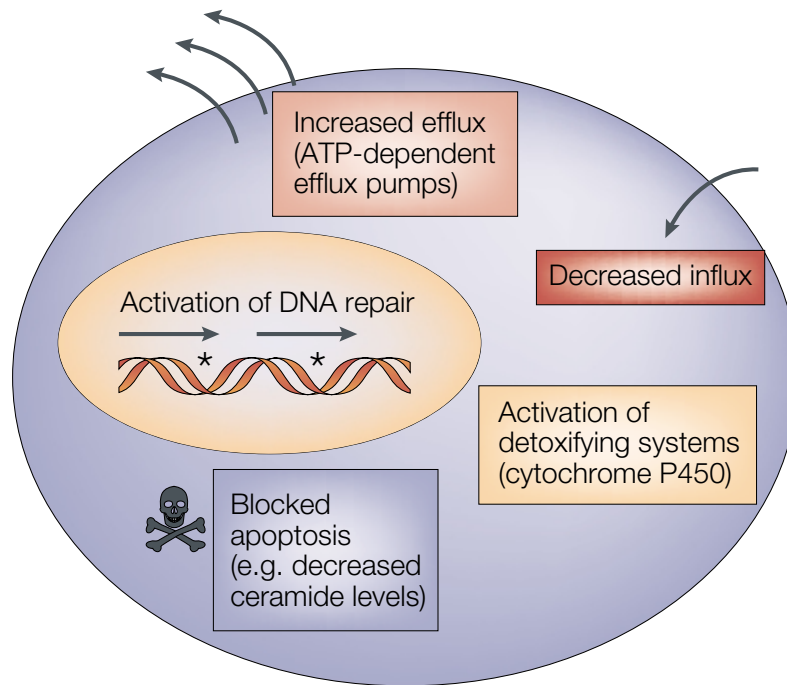 Increased efflux
(ATP-dependent
efflux pumps)
Decreased influx
Activation of DNA repair
* *
Activation of
detoxifying systems
(cytochrome P450)
Blocked
apoptosis
(e.g. decreased
ceramide levels)